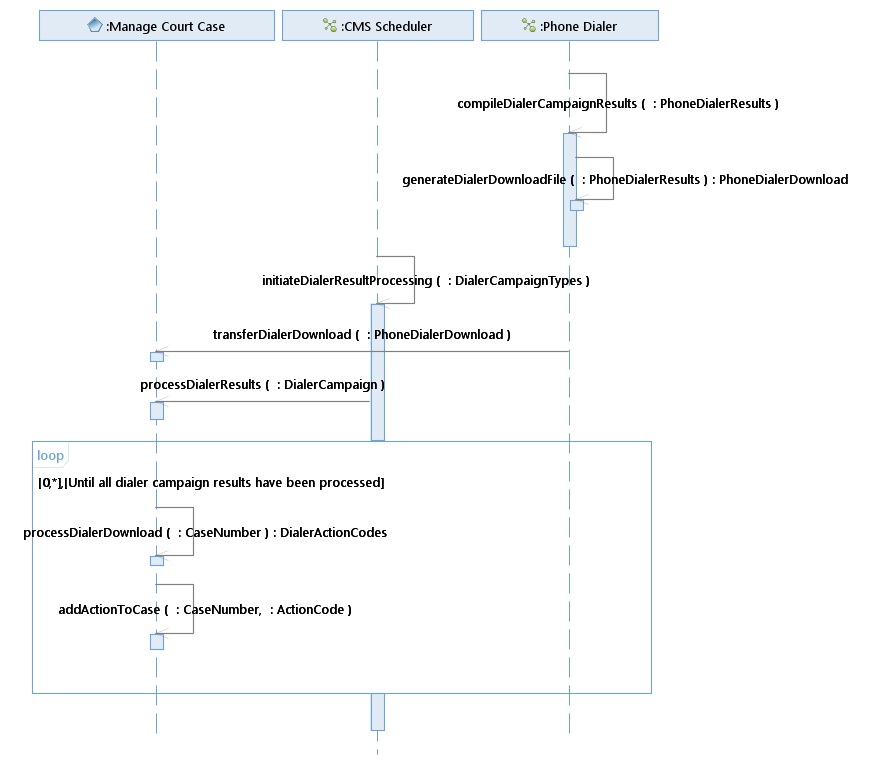 :Manage Court Case
:CMS Scheduler
:Phone Dialer
compileDialerCampaignResults ( : PhoneDialerResults )
generateDialerDownloadFile ( : PhoneDialerResults ) : PhoneDialerDownload
initiateDialerResultProcessing ( : DialerCampaignTypes )
transferDialerDownload ( : PhoneDialerDownload )
processDialerResults ( : DialerCampaign )
loop
[0,*],[Until all dialer campaign results have been processed]
processDialerDownload ( : CaseNumber ) : DialerActionCodes
addActionToCase ( : CaseNumber, : ActionCode )